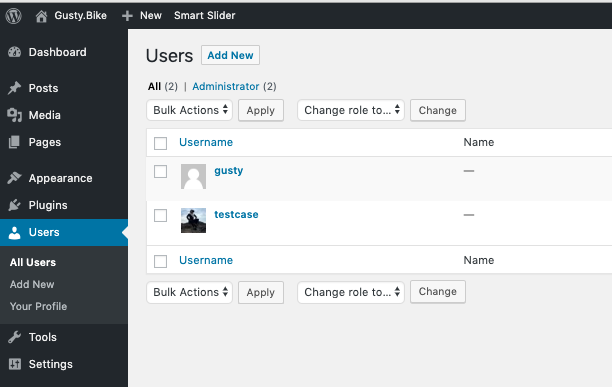 Gusty.Bike + New Smart Slider
Dashboard
Posts
Media
Pages
Appearance
Plugins
Users
All Users
Add New
Your Profile
Tools
Settings
Users Add New
All (2) | Administrator (2)
Bulk Actions Apply Change role to... Change
Username Name
gusty —
testcase —
Username Name
Bulk Actions Apply Change role to... Change